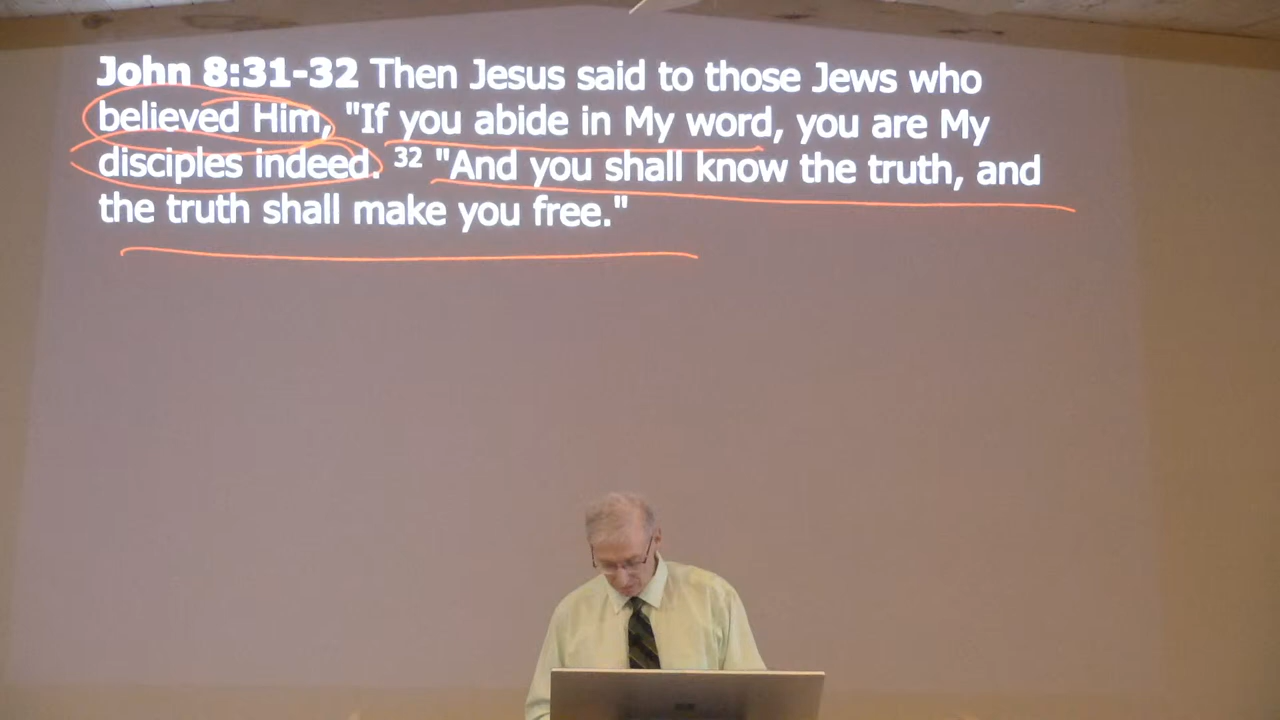 John 8:31-32 Then Jesus said to those Jews who
believed Him, "If you abide in My word, you are My
disciples indeed. 32 "And you shall know the truth, and
the truth shall make you free."